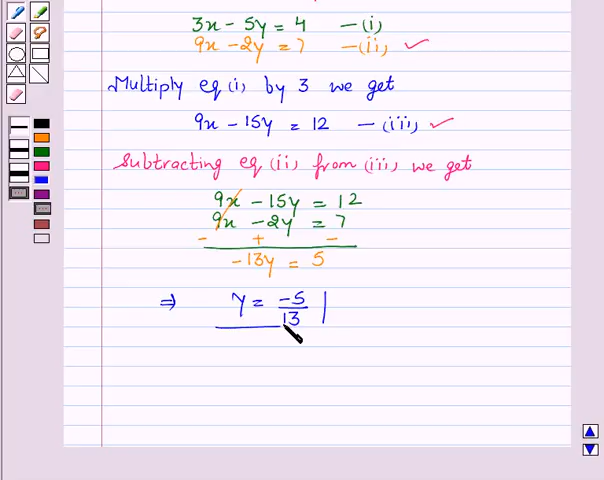 3x - 5y = 4 -(i)
9x - 2y = 7 -(ii) ✓
Multiply eq(i) by 3 we get
9x - 15y = 12 -(iii) ✓
Subtracting eq (ii) from (iii) we get
9x - 15y = 12
9x - 2y = 7
- + -
-13y = 5
⇒ y = -5/13